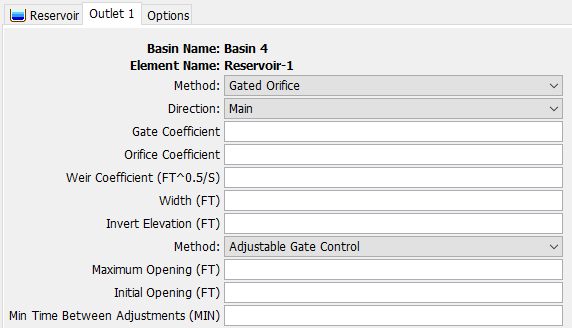 Reservoir Outlet 1 Options
Basin Name: Basin 4
Element Name: Reservoir-1
Method: Gated Orifice
Direction: Main
Gate Coefficient
Orifice Coefficient
Weir Coefficient (FT^0.5/S)
Width (FT)
Invert Elevation (FT)
Method: Adjustable Gate Control
Maximum Opening (FT)
Initial Opening (FT)
Min Time Between Adjustments (MIN)